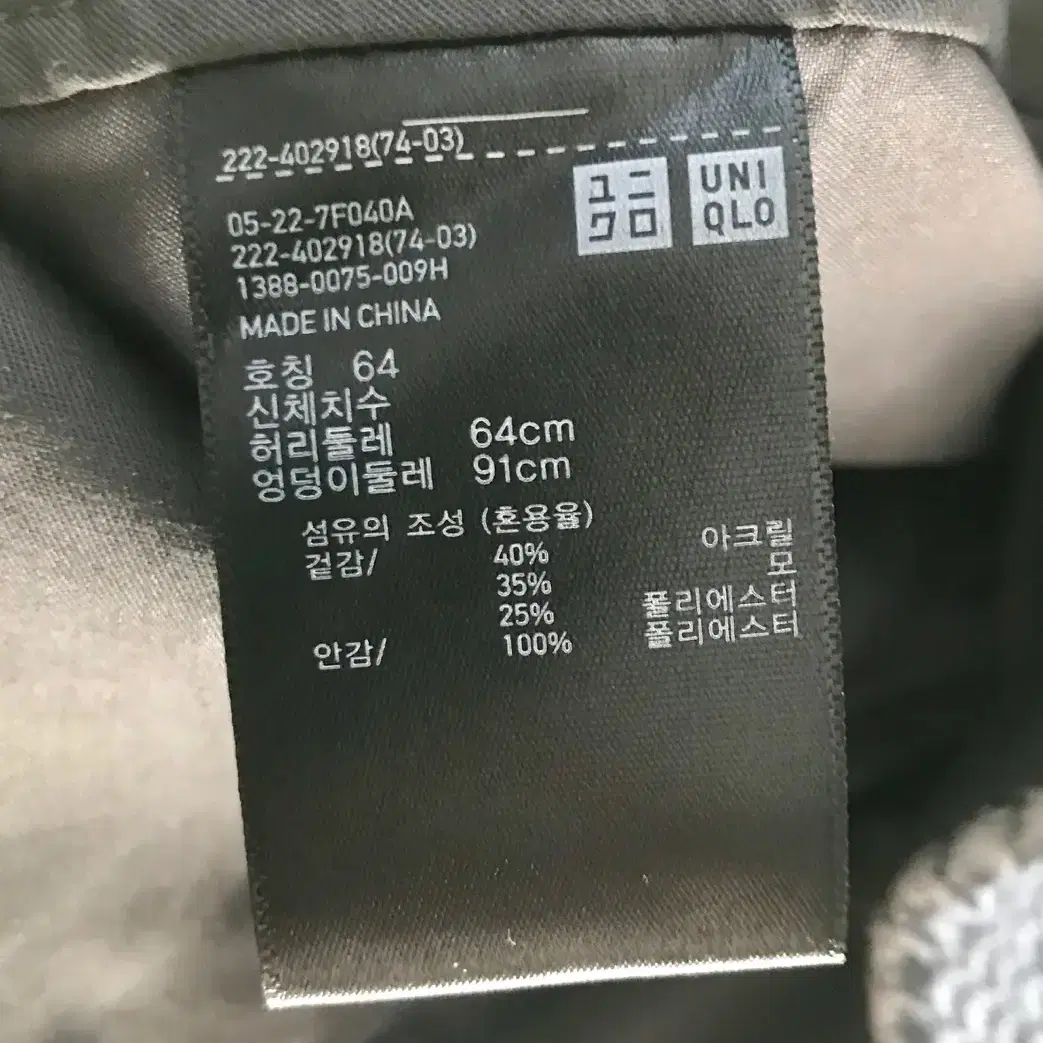 222-402918(74-03)
ユニ
クロ
UNI
QLO
05-22-7F040A
222-402918(74-03)
1388-0075-009H
MADE IN CHINA
호칭 64
신체치수
허리둘레 64cm
엉덩이둘레 91cm
섬유의 조성 (혼용율)
겉감/ 40% 아크릴
35% 모
25% 폴리에스터
안감/ 100% 폴리에스터